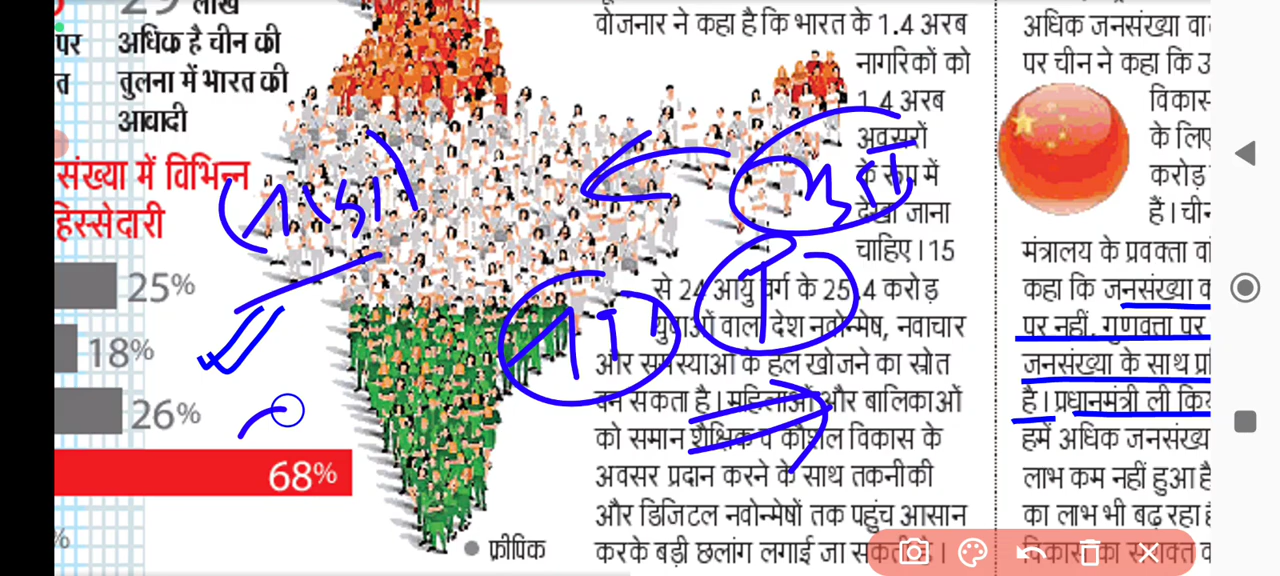 29 लाख
पर
त
अधिक है चीन की
तुलना में भारत की
आबादी
संख्या में विभिन्न
हिस्सेदारी
25%
18%
26%
68%
%
फ्रीपिक
वोजनार ने कहा है कि भारत के 1.4 अरब
नागरिकों को
1.4 अरब
अवसरों
के रूप में
देखा जाना
चाहिए। 15
से 24 आयु वर्ग के 25.4 करोड़
युवाओं वाला देश नवोन्मेष, नवाचार
और समस्याओं के हल खोजने का स्रोत
बन सकता है। महिलाओं और बालिकाओं
को समान शैक्षिक व कौशल विकास के
अवसर प्रदान करने के साथ तकनीकी
और डिजिटल नवोन्मेषों तक पहुंच आसान
करके बड़ी छलांग लगाई जा सकती है।
अधिक जनसंख्या वा
पर चीन ने कहा कि उ
विकास
के लिए
करोड़
हैं। चीन
मंत्रालय के प्रवक्ता वां
कहा कि जनसंख्या क
पर नहीं, गुणवत्ता पर
जनसंख्या के साथ प्रति
है। प्रधानमंत्री ली किय
हमें अधिक जनसंख्य
लाभ कम नहीं हुआ है
का लाभ भी बढ़ रहा है
विकास का सशक्त व